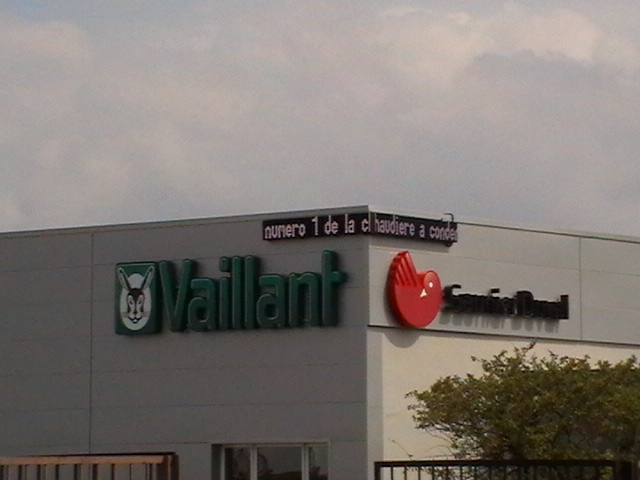 numero 1 de la chaudiere a conde
Vaillant
Saunier Duval